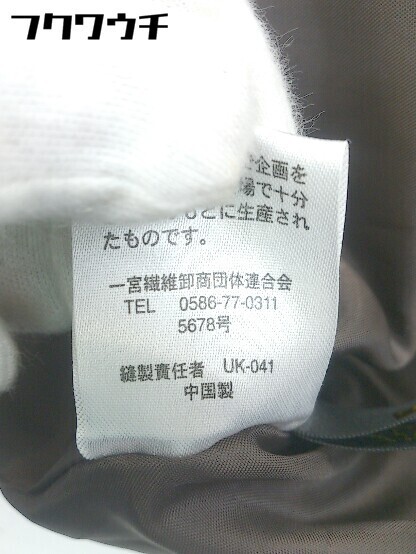 フクワウチ
企画を
場で十分
もとに生産され
たものです。
一宮繊維卸商団体連合会
TEL 0586-77-0311
5678号
縫製責任者 UK-041
中国製